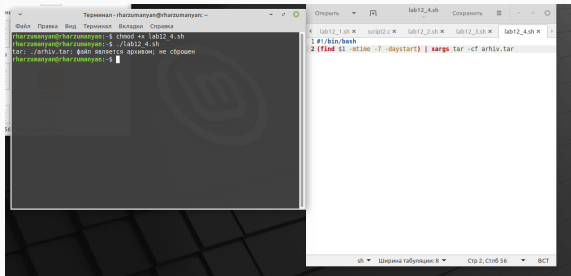 Терминал - rharzumanyan@rharzumanyan: ~
Файл Правка Вид Терминал Вкладки Справка
rharzumanyan@rharzumanyan:~$ chmod +x lab12_4.sh
rharzumanyan@rharzumanyan:~$ ./lab12_4.sh
tar: ./arhiv.tar: файл является архивом; не сброшен
rharzumanyan@rharzumanyan:~$
Открыть
lab12_4.sh
Сохранить
lab12_1.sh
script2.c
lab12_2.sh
lab12_3.sh
lab12_4.sh
1 #!/bin/bash
2 (find $1 -mtime -7 -daystart) | xargs tar -cf arhiv.tar
sh
Ширина табуляции: 8
Стр 2, Стлб 56
ВСТ